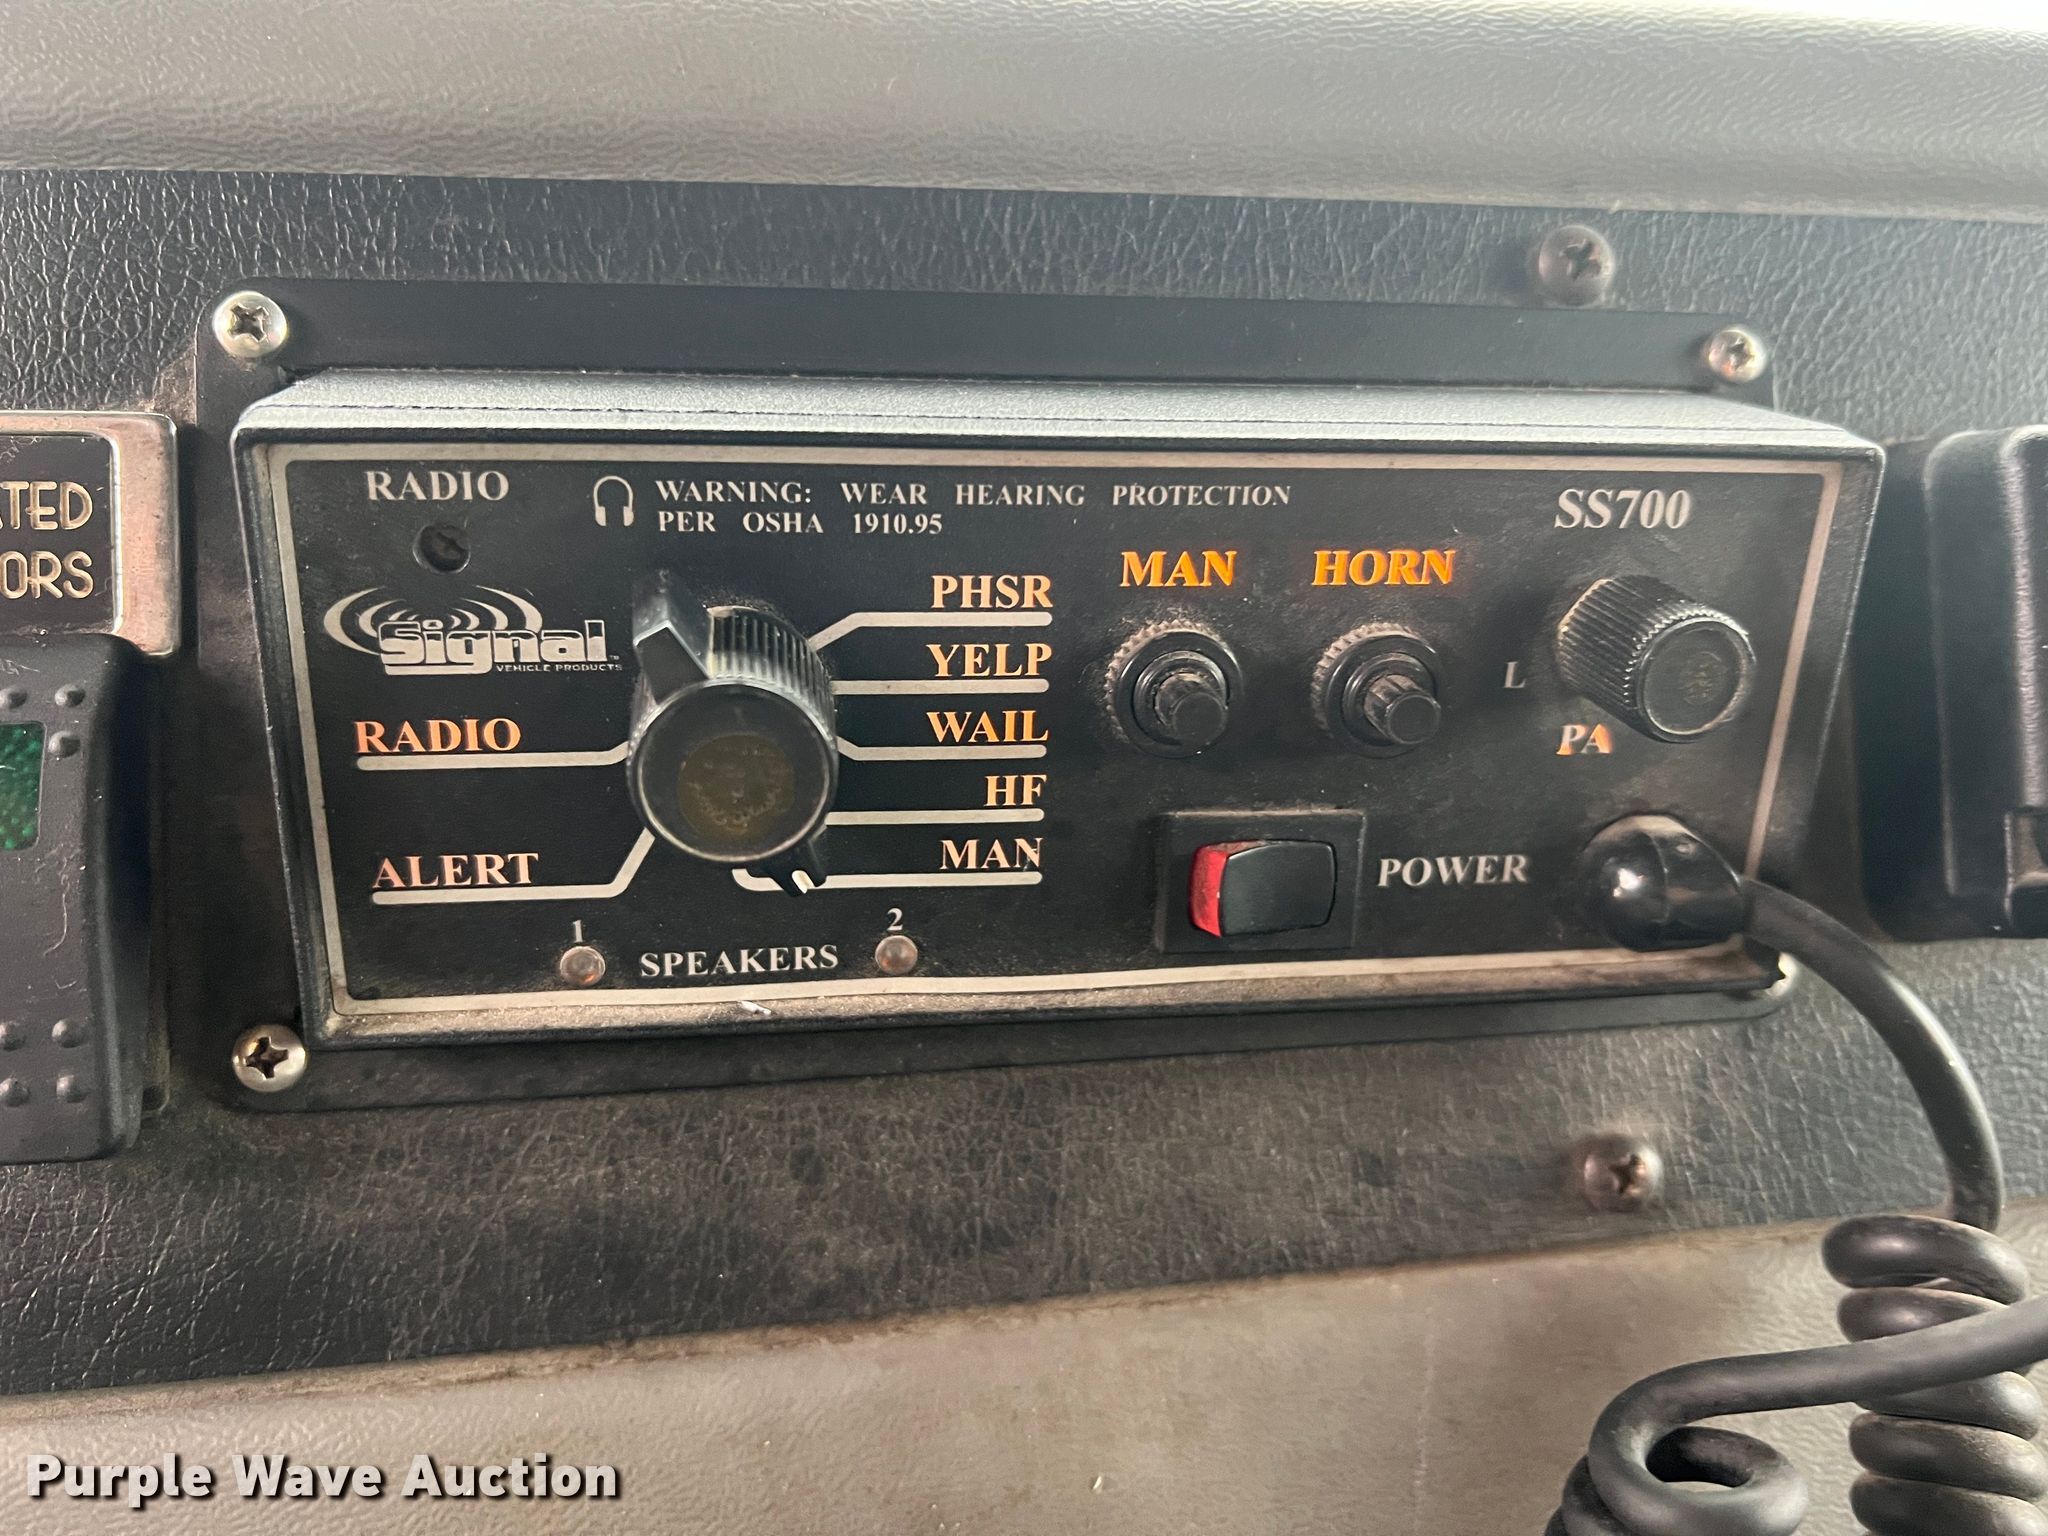 RADIO
WARNING: WEAR HEARING PROTECTION
PER OSHA 1910.95
SS700
ATED
ORS
Signal
VEHICLE PRODUCTS
PHSR
YELP
WAIL
HF
MAN
RADIO
ALERT
MAN
HORN
L
PA
POWER
1
SPEAKERS
2
Purple Wave Auction